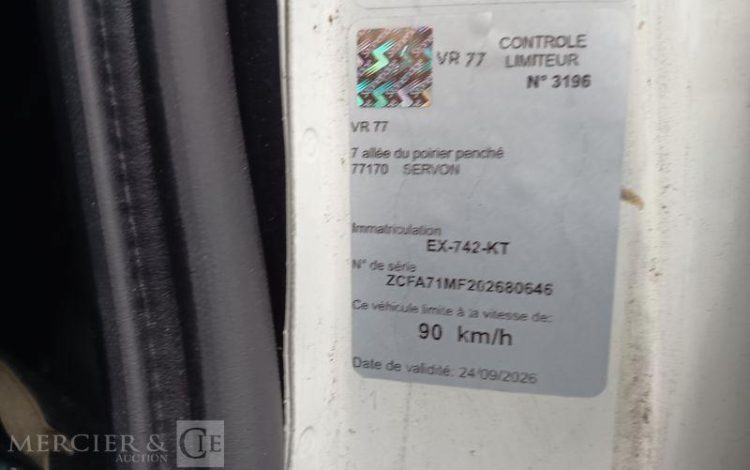 VR 77
CONTROLE
LIMITEUR
N° 3196
VR 77
7 allée du poirier penché
77170 SERVON
Immatriculation
EX-742-KT
N° de série
ZCFA71MF202680646
Ce véhicule limité à la vitesse de:
90 km/h
Date de validité: 24/09/2026
MERCIER & CIE
AUCTION